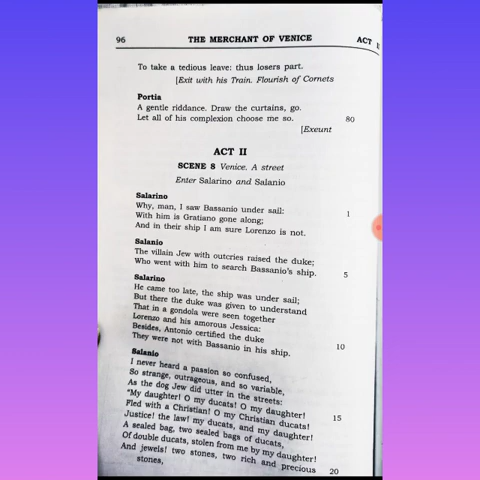 96 THE MERCHANT OF VENICE ACT
To take a tedious leave: thus losers part.
[Exit with his Train. Flourish of Cornets
Portia
A gentle riddance. Draw the curtains, go.
Let all of his complexion choose me so. 80
[Exeunt
ACT II
SCENE 8 Venice. A street
Enter Salarino and Salanio
Salarino
Why, man, I saw Bassanio under sail: 1
With him is Gratiano gone along;
And in their ship I am sure Lorenzo is not.
Salanio
The villain Jew with outcries raised the duke;
Who went with him to search Bassanio's ship. 5
Salarino
He came too late, the ship was under sail;
But there the duke was given to understand
That in a gondola were seen together
Lorenzo and his amorous Jessica:
Besides, Antonio certified the duke 10
They were not with Bassanio in his ship.
Salanio
I never heard a passion so confused,
So strange, outrageous, and so variable,
As the dog Jew did utter in the streets:
"My daughter! O my ducats! O my daughter!
Fled with a Christian! O my Christian ducats! 15
Justice! the law! my ducats, and my daughter!
A sealed bag, two sealed bags of ducats,
Of double ducats, stolen from me by my daughter!
And jewels! two stones, two rich and precious
stones, 20